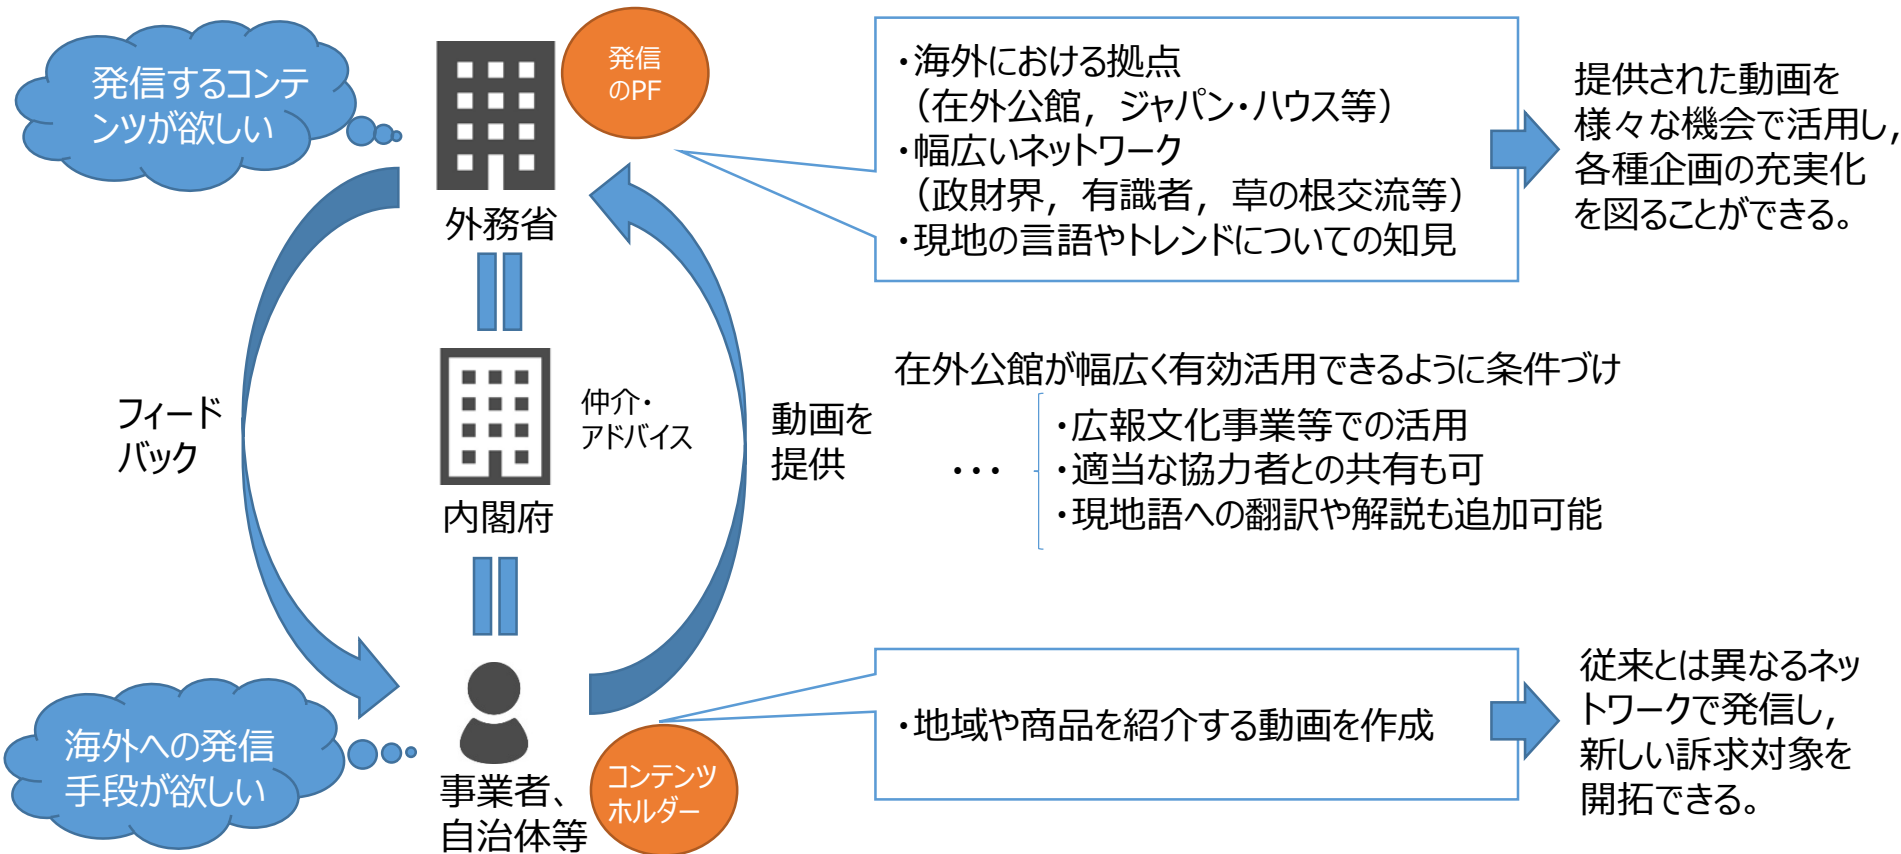 発信するコンテ
ンツが欲しい
発信
のPF
外務省
・海外における拠点
（在外公館，ジャパン・ハウス等）
・幅広いネットワーク
（政財界，有識者，草の根交流等）
・現地の言語やトレンドについての知見
提供された動画を
様々な機会で活用し，
各種企画の充実化
を図ることができる。
フィード
バック
仲介・
アドバイス
内閣府
動画を
提供
在外公館が幅広く有効活用できるように条件づけ
・・・
・広報文化事業等での活用
・適当な協力者との共有も可
・現地語への翻訳や解説も追加可能
海外への発信
手段が欲しい
事業者、
自治体等
コンテンツ
ホルダー
・地域や商品を紹介する動画を作成
従来とは異なるネッ
トワークで発信し，
新しい訴求対象を
開拓できる。